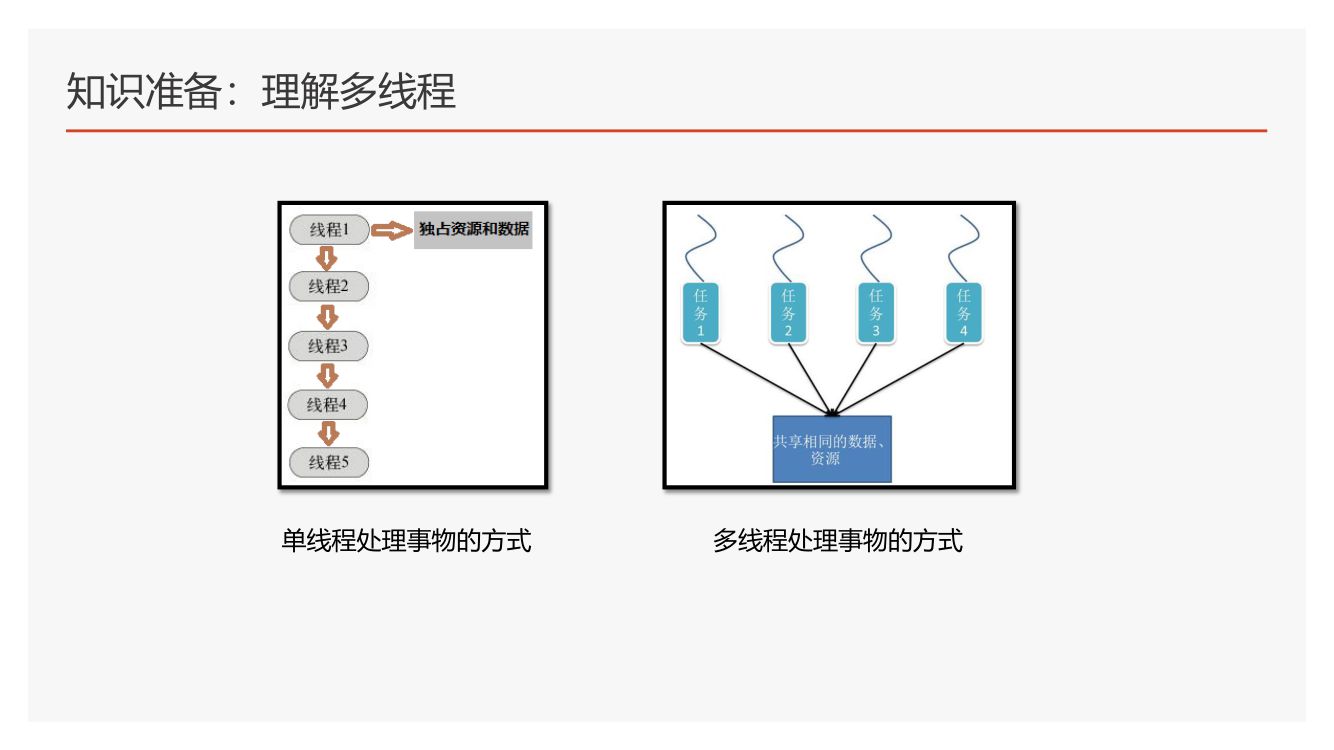 知识准备：理解多线程
线程1
独占资源和数据
线程2
线程3
线程4
线程5
单线程处理事物的方式
任
务
1
任
务
2
任
务
3
任
务
4
共享相同的数据、
资源
多线程处理事物的方式